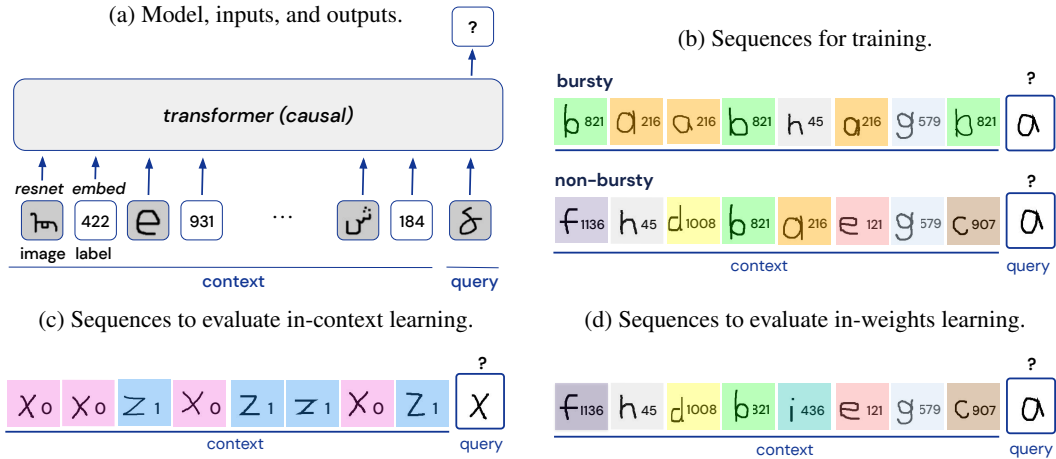 (a) Model, inputs, and outputs.
?
transformer (causal)
resnet embed
422 e 931 ... 184
image label
context query
(b) Sequences for training.
bursty ?
b 821 a 216 a 216 b 821 h 45 a 216 g 579 b 821 a
non-bursty ?
f 1136 h 45 d 1008 b 821 a 216 e 121 g 579 c 907 a
context query
(c) Sequences to evaluate in-context learning.
?
x 0 x 0 z 1 x 0 z 1 z 1 x 0 z 1 x
context query
(d) Sequences to evaluate in-weights learning.
?
f 1136 h 45 d 1008 b 821 i 436 e 121 g 579 c 907 a
context query